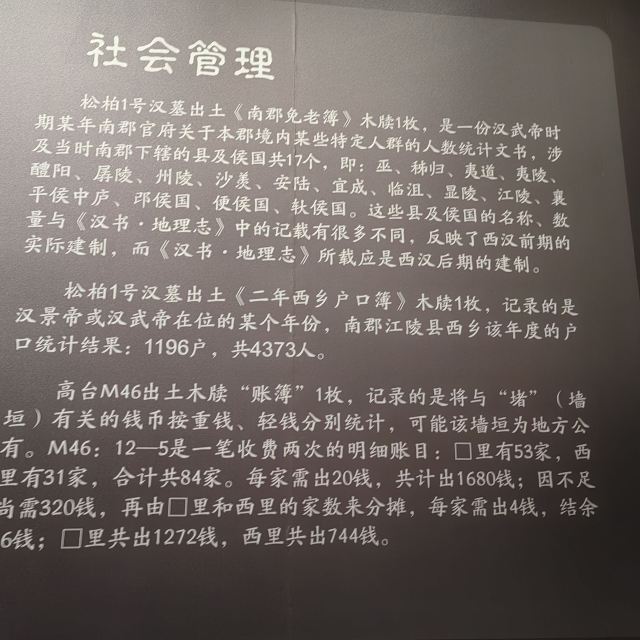 社会管理
松柏1号汉墓出土《南郡免老簿》木牍1枚，是一份汉武帝时
期某年南郡官府关于本郡境内某些特定人群的人数统计文书，涉
及当时南郡下辖的县及侯国共17个，即：巫、秭归、夷道、夷陵、
醴阳、孱陵、州陵、沙羡、安陆、宜成、临沮、显陵、江陵、襄
平侯中庐、邔侯国、便侯国、轪侯国。这些县及侯国的名称、数
量与《汉书·地理志》中的记载有很多不同，反映了西汉前期的
实际建制，而《汉书·地理志》所载应是西汉后期的建制。
松柏1号汉墓出土《二年西乡户口簿》木牍1枚，记录的是
汉景帝或汉武帝在位的某个年份，南郡江陵县西乡该年度的户
口统计结果：1196户，共4373人。
高台M46出土木牍“账簿”1枚，记录的是将与“堵”（墙
垣）有关的钱币按重钱、轻钱分别统计，可能该墙垣为地方公
有。M46：12—5是一笔收费两次的明细账目：□里有53家，西
里有31家，合计共84家。每家需出20钱，共计出1680钱；因不足
尚需320钱，再由□里和西里的家数来分摊，每家需出4钱，结余
6钱；□里共出1272钱，西里共出744钱。